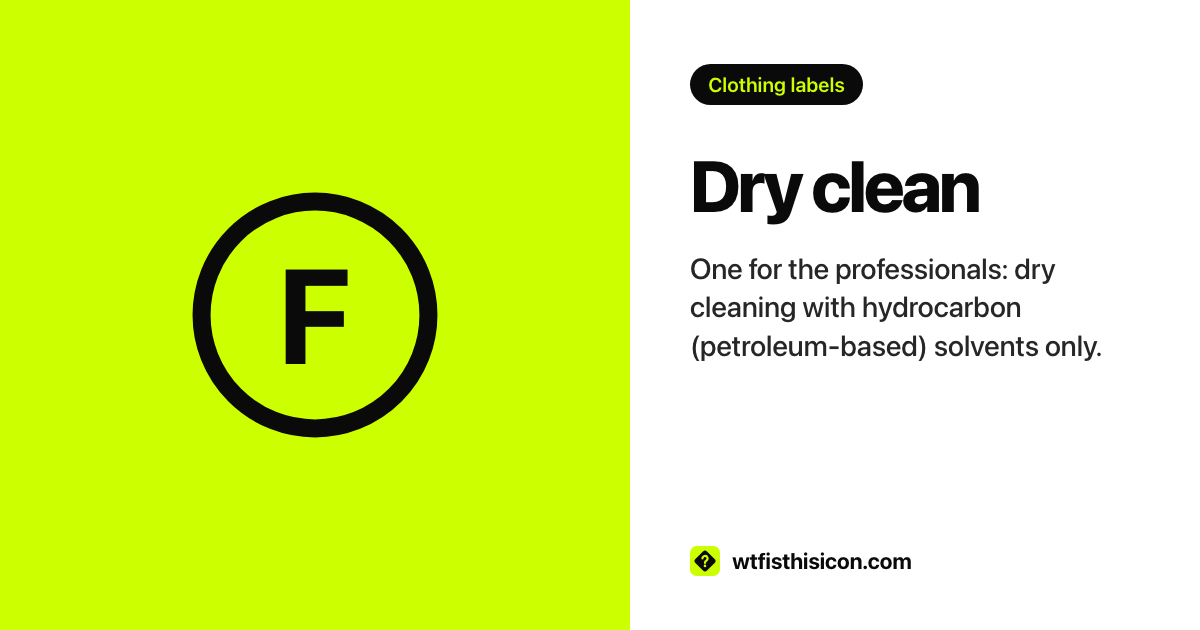 F
Clothing labels
Dry clean
One for the professionals: dry
cleaning with hydrocarbon
(petroleum-based) solvents only.
?
wtfisthisicon.com